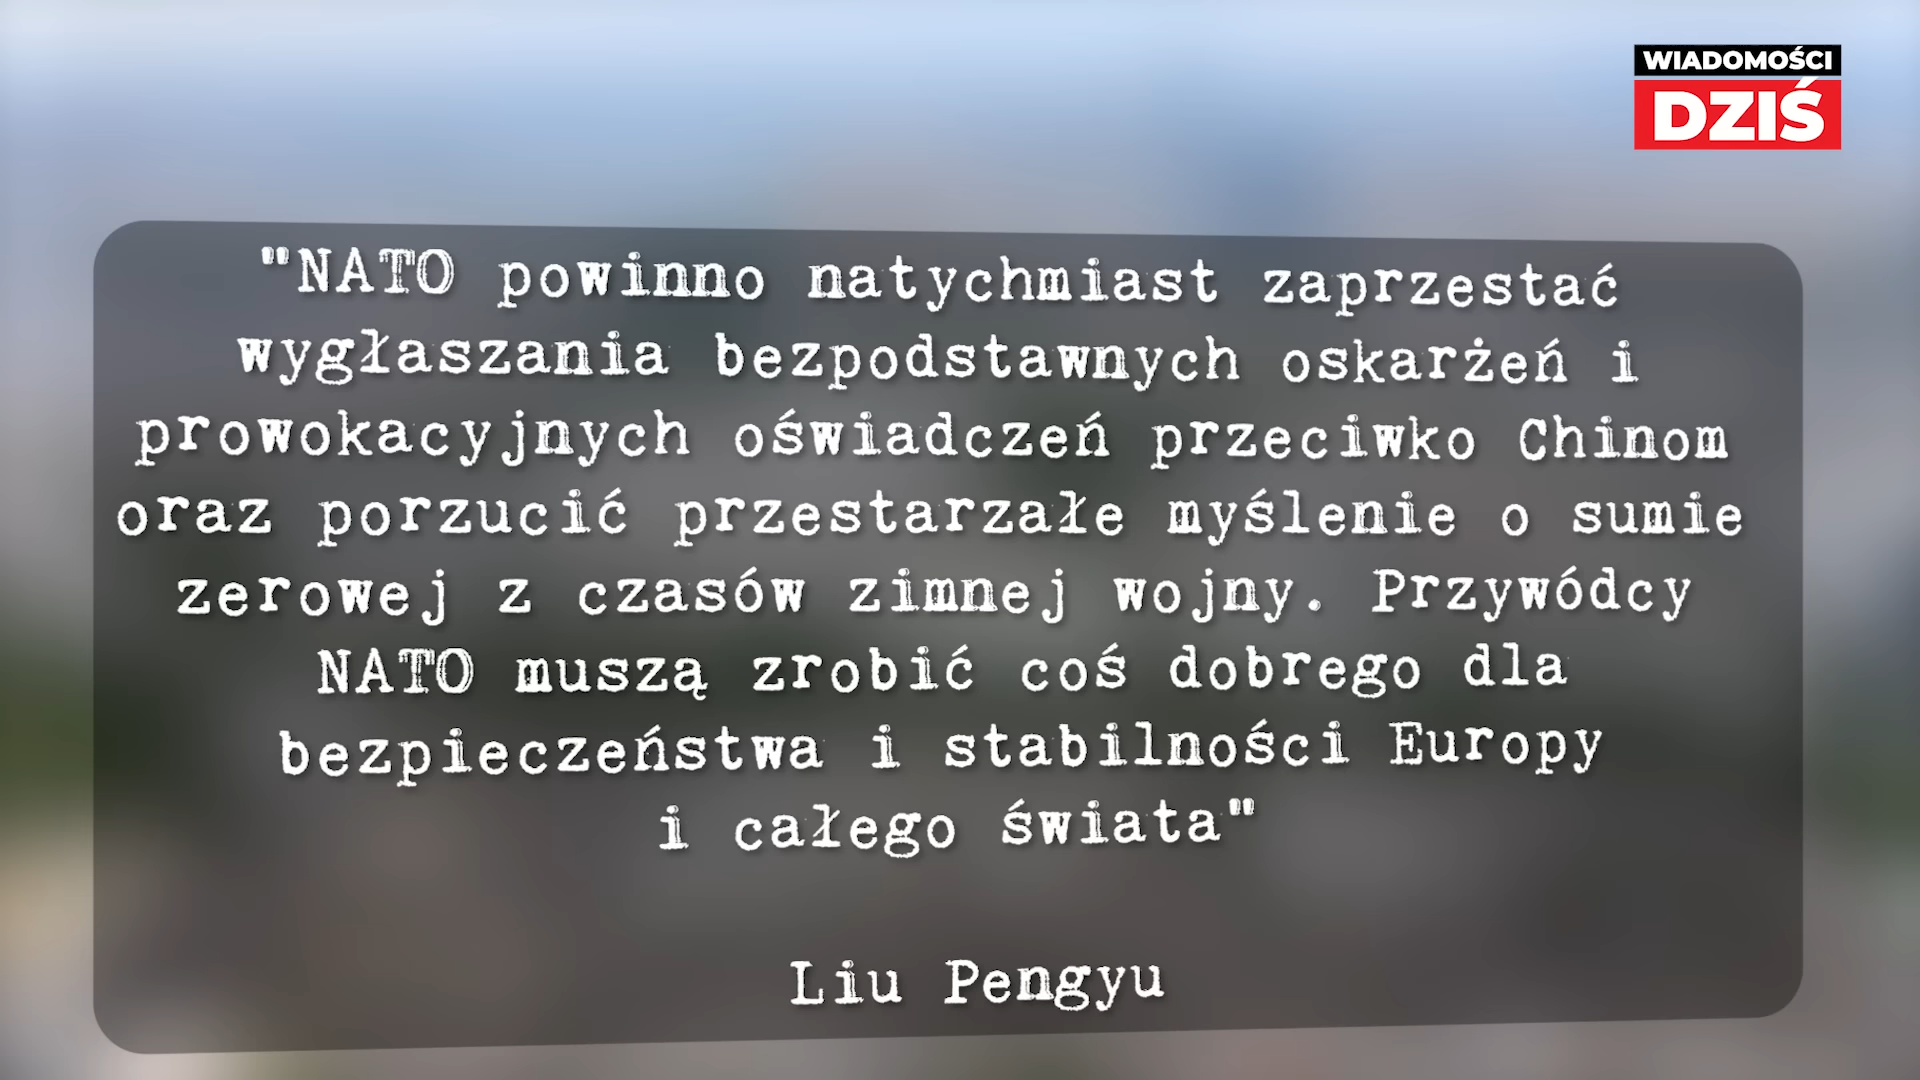 WIADOMOŚCI
DZIŚ
"NATO powinno natychmiast zaprzestać
wygłaszania bezpodstawnych oskarżeń i
prowokacyjnych oświadczeń przeciwko Chinom
oraz porzucić przestarzałe myślenie o sumie
zerowej z czasów zimnej wojny. Przywódcy
NATO muszą zrobić coś dobrego dla
bezpieczeństwa i stabilności Europy
i całego świata"
Liu Pengyu